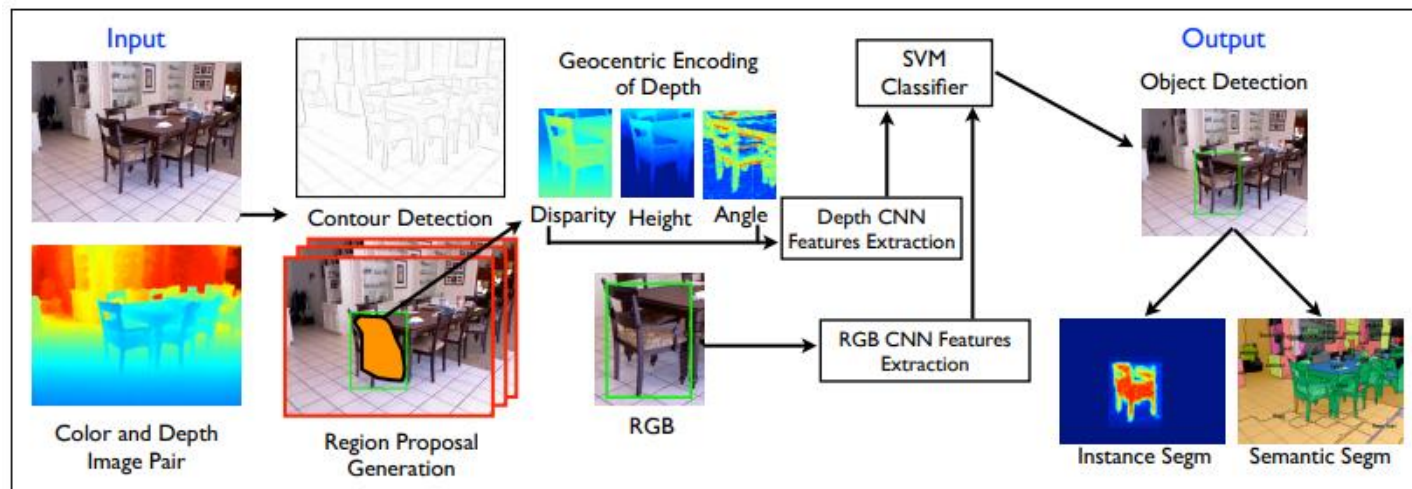 Input
Color and Depth
Image Pair
Contour Detection
Region Proposal
Generation
Geocentric Encoding
of Depth
Disparity
Height
Angle
RGB
Depth CNN
Features Extraction
RGB CNN Features
Extraction
SVM
Classifier
Output
Object Detection
Instance Segm
Semantic Segm